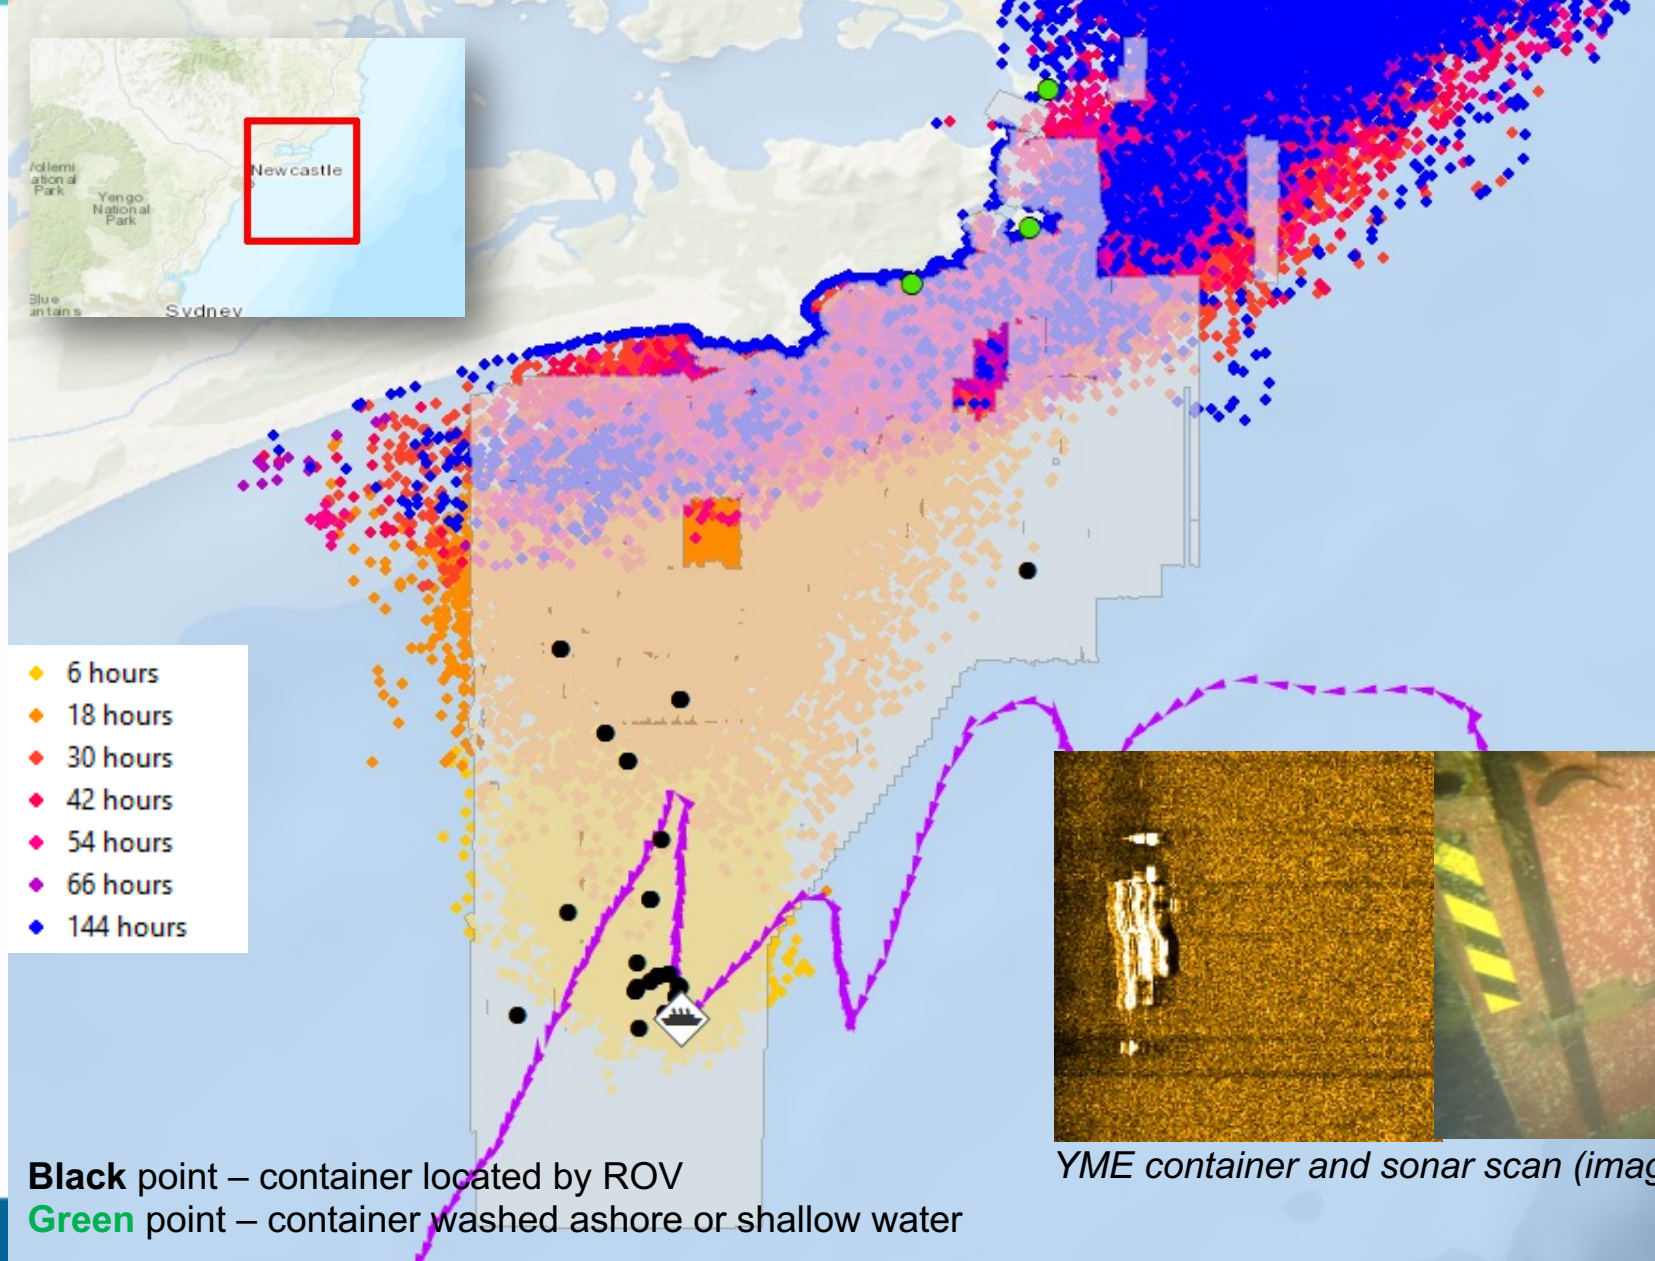 Newcastle
Park
Yengo
National
Park
Sydney
6 hours
18 hours
30 hours
42 hours
54 hours
66 hours
144 hours
YME container and sonar scan
Black point – container located by ROV
Green point – container washed ashore or shallow water